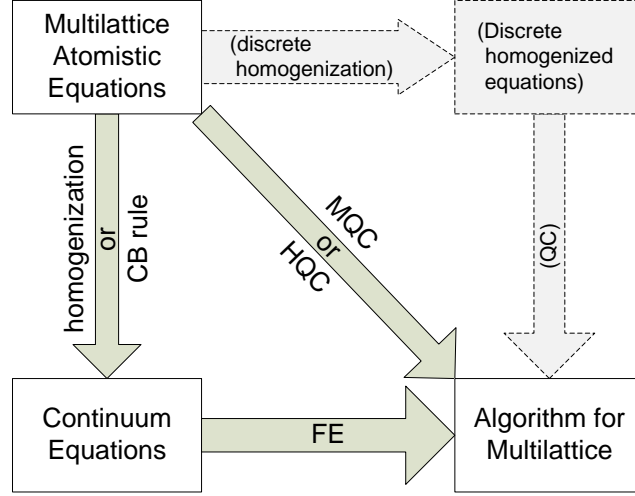 Multilattice
Atomistic
Equations
(discrete
homogenization)
(Discrete
homogenized
equations)
homogenization
or
CB rule
MQC
or
HQC
(QC)
Continuum
Equations
FE
Algorithm for
Multilattice